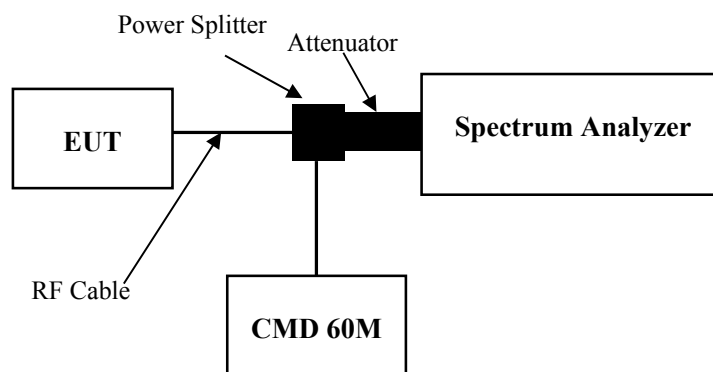 Power Splitter
Attenuator
EUT
Spectrum Analyzer
RF Cable
CMD 60M